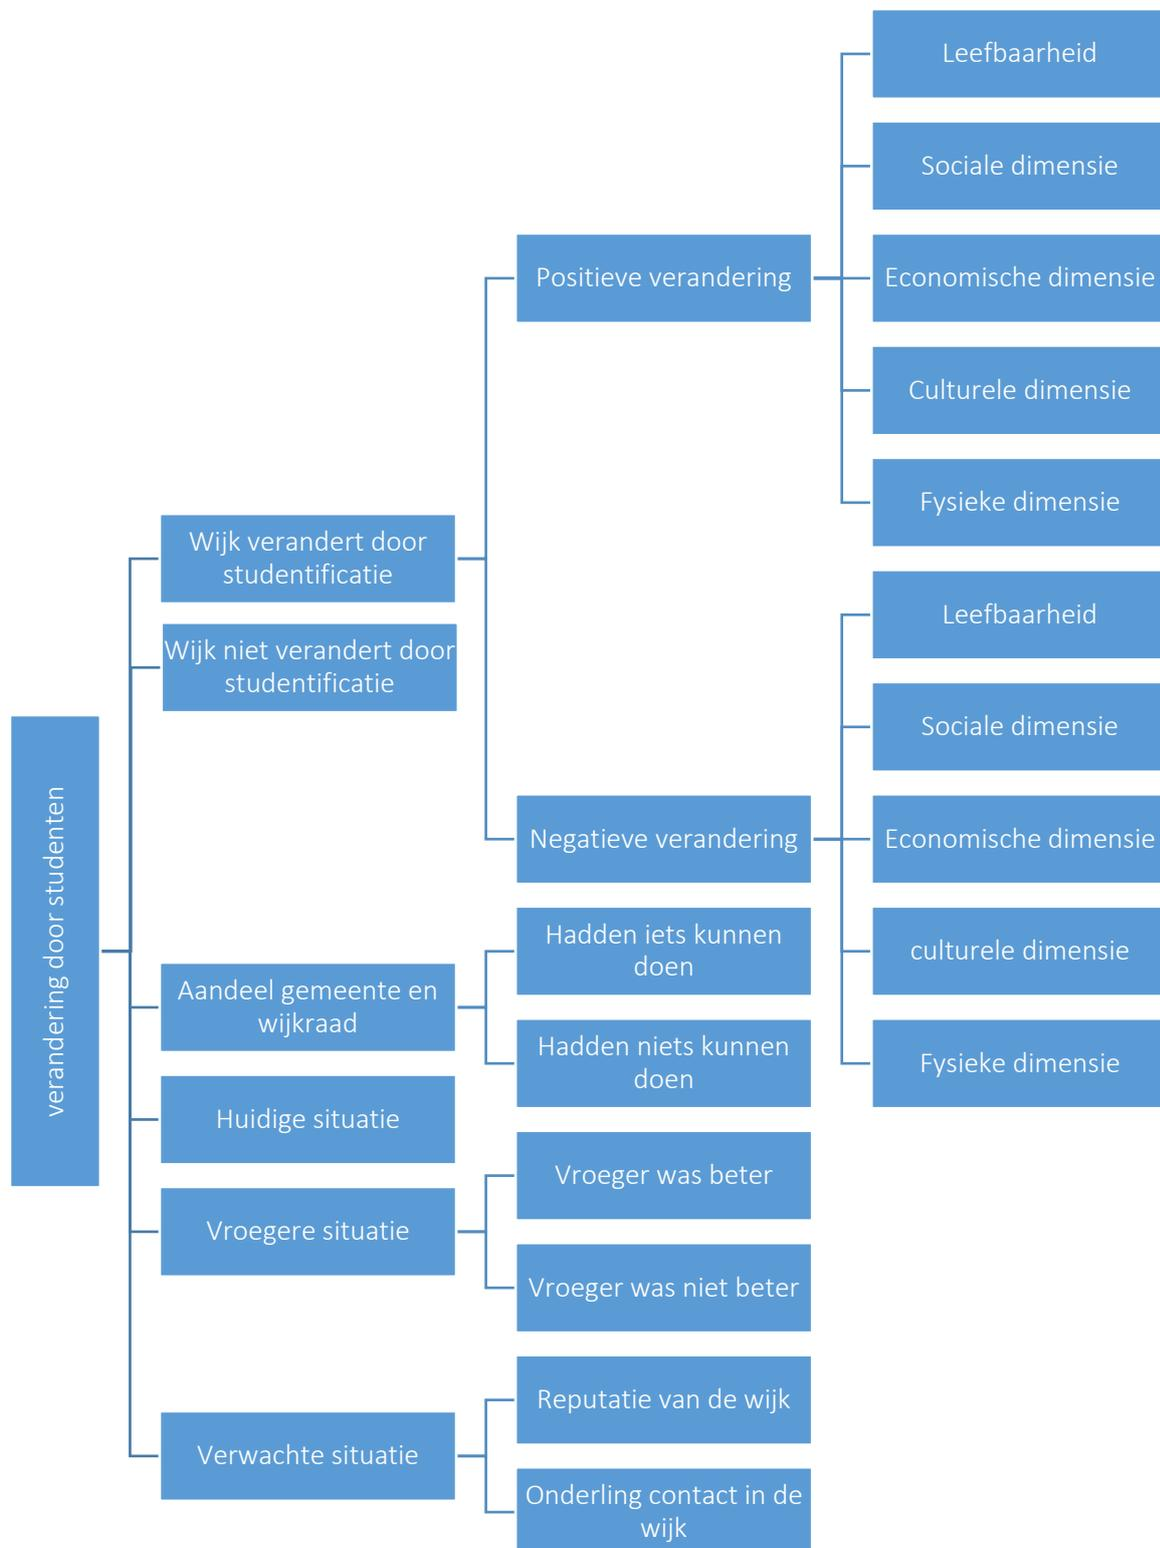 verandering door studenten
Wijk verandert door
studentificatie
Positieve verandering
Leefbaarheid
Sociale dimensie
Economische dimensie
Culturele dimensie
Fysieke dimensie
Negatieve verandering
Leefbaarheid
Sociale dimensie
Economische dimensie
culturele dimensie
Fysieke dimensie
Wijk niet verandert door
studentificatie
Aandeel gemeente en
wijkraad
Hadden iets kunnen
doen
Hadden niets kunnen
doen
Huidige situatie
Vroegere situatie
Vroeger was beter
Vroeger was niet beter
Verwachte situatie
Reputatie van de wijk
Onderling contact in de
wijk